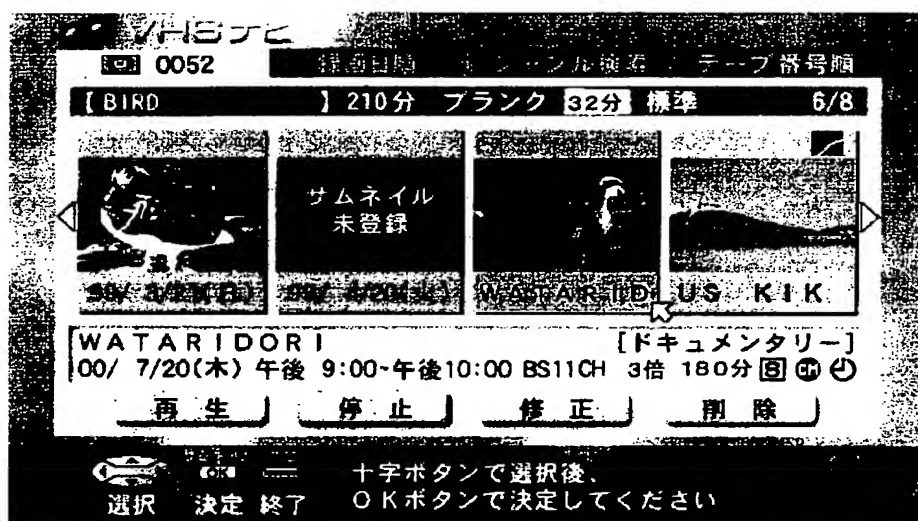 VHSナビ
0052 録画日順 チャンネル検索 テープ番号順
【BIRD 】210分 ブランク 32分 標準 6/8
サムネイル
未登録
WATARIDO US KIK
WATARIDORI [ドキュメンタリー]
00/ 7/20(木) 午後 9:00~午後10:00 BS11CH 3倍 180分 8 CM
再生 停止 修正 削除
OK
選択 決定 終了
十字ボタンで選択後、
OKボタンで決定してください